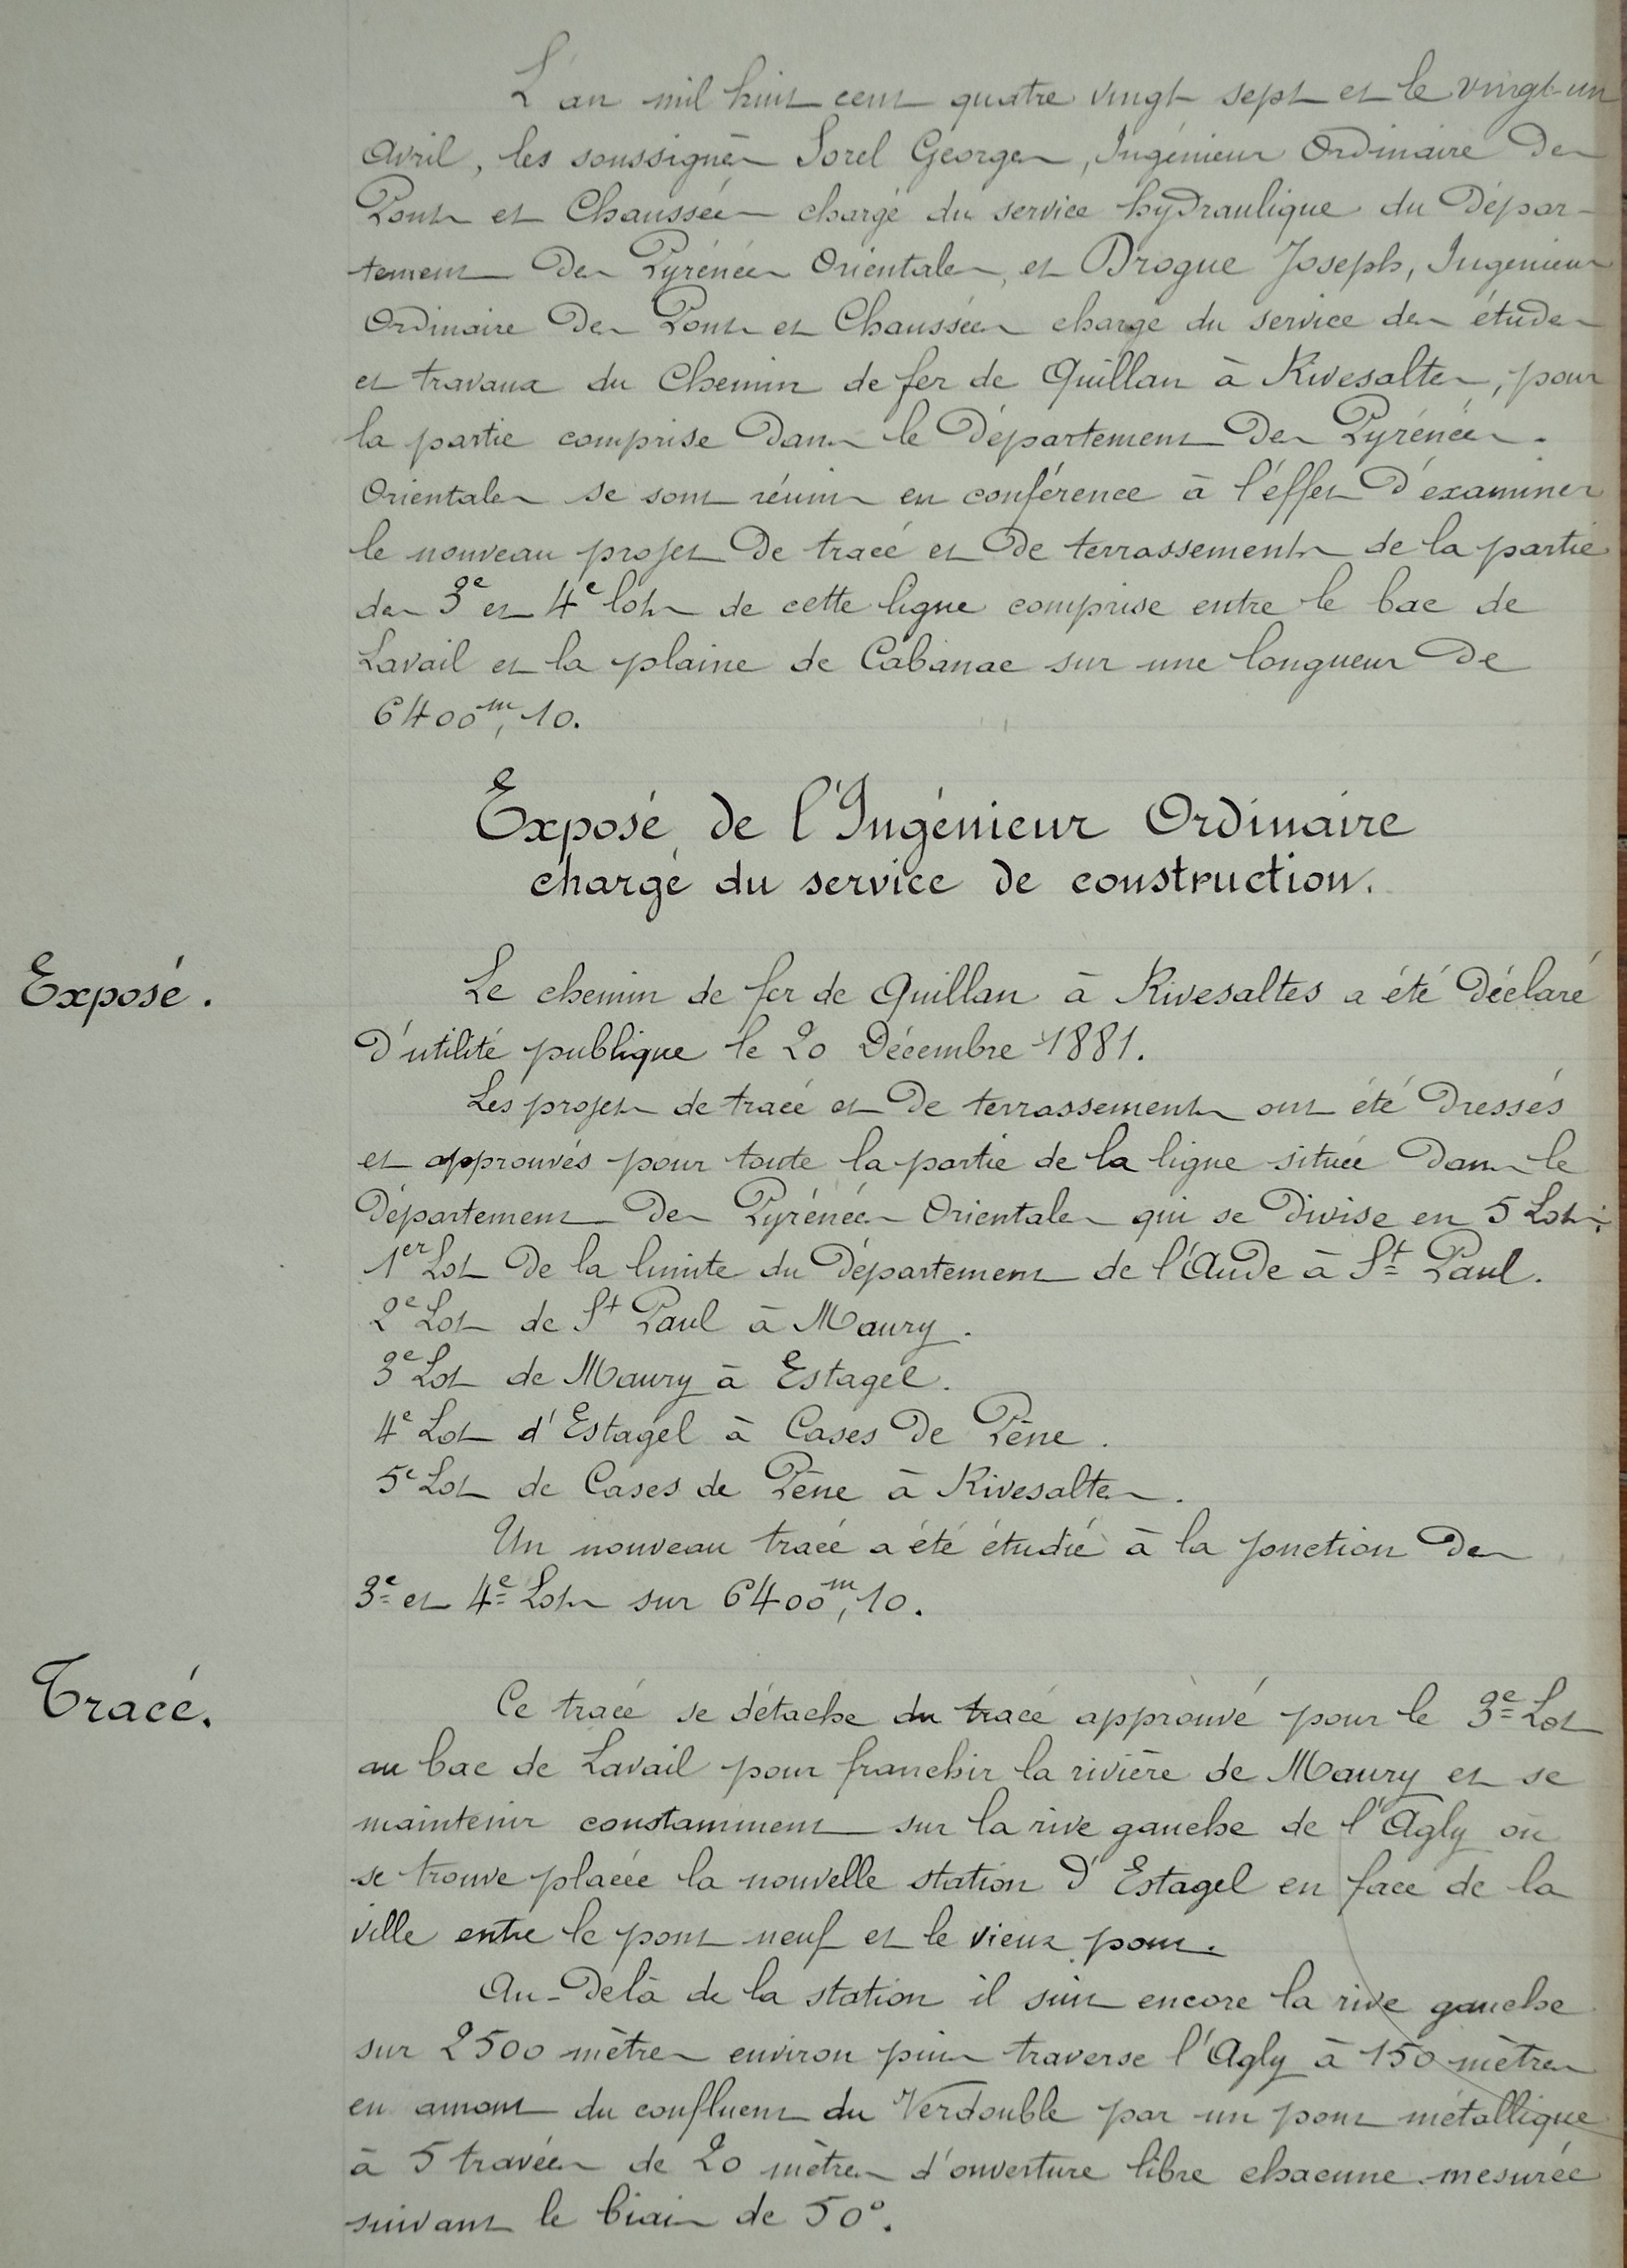 L'an mil huit cent quatre vingt sept et le vingt-un
Avril, les soussignés Sorel Georges, Ingénieur Ordinaire des
Ponts et Chaussées chargé du service hydraulique du Dépar-
tement des Pyrénées Orientales, et Drogue Joseph, Ingénieur
Ordinaire des Ponts et Chaussées chargé du service des études
et travaux du Chemin de fer de Quillan à Rivesaltes, pour
la partie comprise dans le Département des Pyrénées-
Orientales se sont réunis en conférence à l'éffet d'examiner
le nouveau projet de tracé et de terrassements de la partie
des 3e et 4e lots de cette ligne comprise entre le bac de
Lavail et la plaine de Cabanac sur une longueur de
6400m,10.
Exposé de l'Ingénieur Ordinaire
chargé du service de construction.
Exposé.
Le chemin de fer de Quillan à Rivesaltes a été déclaré
d'utilité publique le 20 Décembre 1881.
Les projets de tracé et de terrassements ont été dressés
et approuvés pour toute la partie de la ligne située dans le
Département des Pyrénées Orientales qui se divise en 5 Lots:
1er Lot de la limite du Département de l'Aude à St Paul.
2e Lot de St Paul à Maury.
3e Lot de Maury à Estagel.
4e Lot d'Estagel à Cases de Pène.
5e Lot de Cases de Pène à Rivesaltes.
Un nouveau tracé a été étudié à la jonction des
3e et 4e Lots sur 6400m,10.
Tracé.
Ce tracé se détache du tracé approuvé pour le 3e Lot
au bac de Lavail pour franchir la rivière de Maury et se
maintenir constamment sur la rive gauche de l'Agly où
se trouve placée la nouvelle station d'Estagel en face de la
ville entre le pont neuf et le vieux pont.
Au-delà de la station il suit encore la rive gauche
sur 2500 mètres environ puis traverse l'Agly à 150 mètres
en amont du confluent du Verdouble par un pont métallique
à 5 travées de 20 mètres d'ouverture libre chacune mesurée
suivant le biais de 50°.